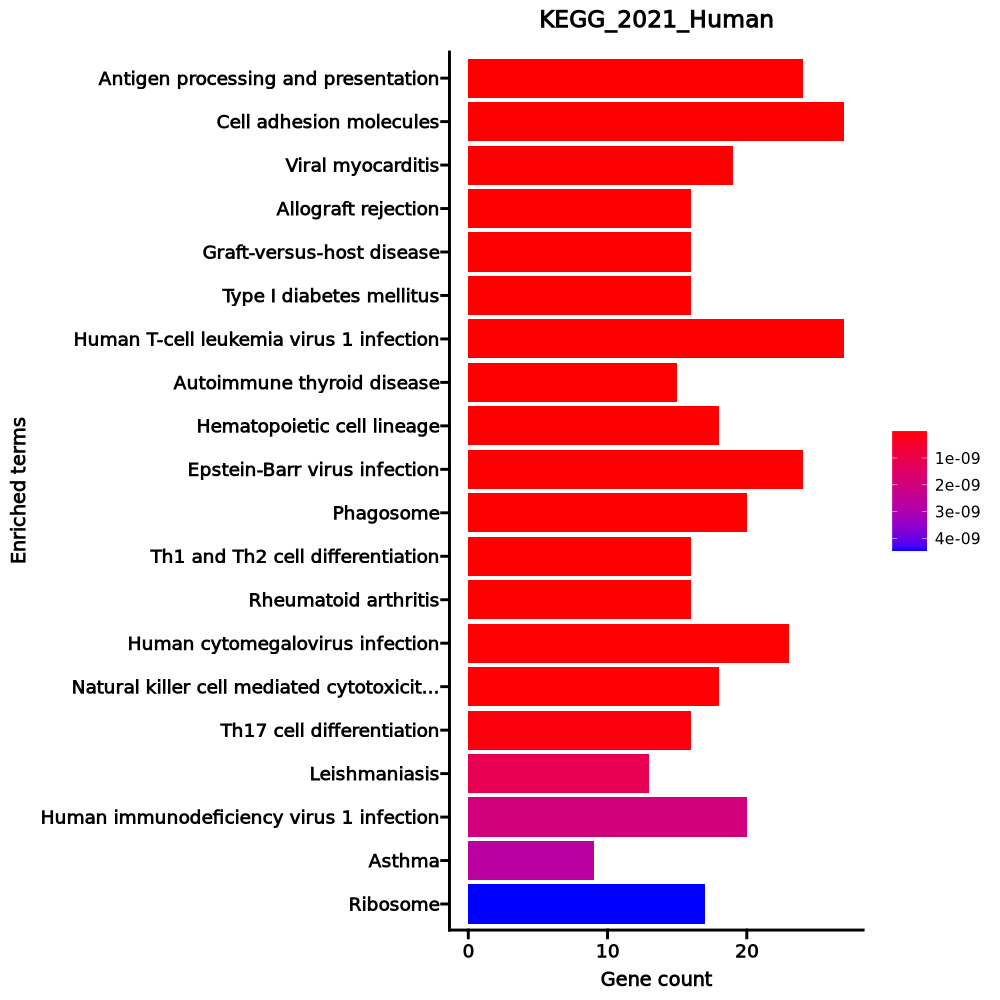 KEGG_2021_Human
Antigen processing and presentation
Cell adhesion molecules
Viral myocarditis
Allograft rejection
Graft-versus-host disease
Type I diabetes mellitus
Human T-cell leukemia virus 1 infection
Autoimmune thyroid disease
Hematopoietic cell lineage
Epstein-Barr virus infection
Phagosome
Th1 and Th2 cell differentiation
Rheumatoid arthritis
Human cytomegalovirus infection
Natural killer cell mediated cytotoxicit...
Th17 cell differentiation
Leishmaniasis
Human immunodeficiency virus 1 infection
Asthma
Ribosome
Enriched terms
0 10 20
Gene count
1e-09
2e-09
3e-09
4e-09